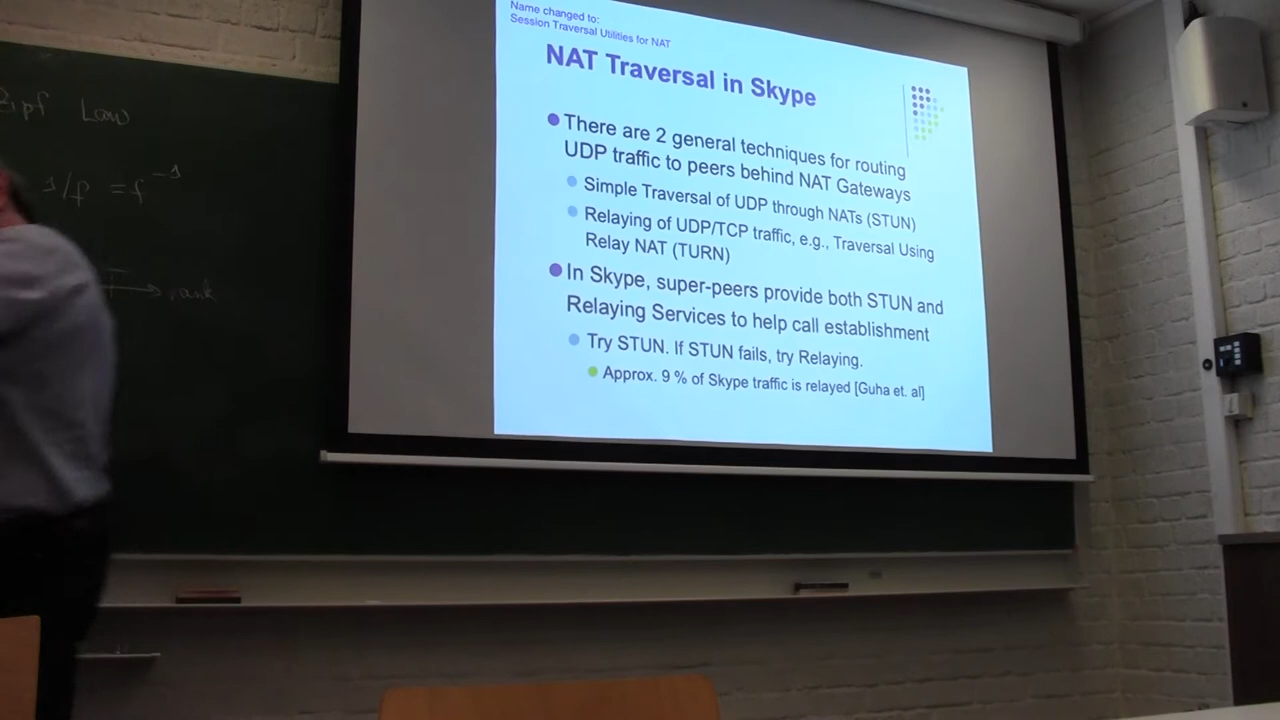 Name changed to:
Session Traversal Utilities for NAT
NAT Traversal in Skype
There are 2 general techniques for routing
UDP traffic to peers behind NAT Gateways
Simple Traversal of UDP through NATs (STUN)
Relaying of UDP/TCP traffic, e.g., Traversal Using
Relay NAT (TURN)
In Skype, super-peers provide both STUN and
Relaying Services to help call establishment
Try STUN. If STUN fails, try Relaying.
Approx. 9 % of Skype traffic is relayed [Guha et. al]
Zipf Law
1/f = f⁻¹
rank